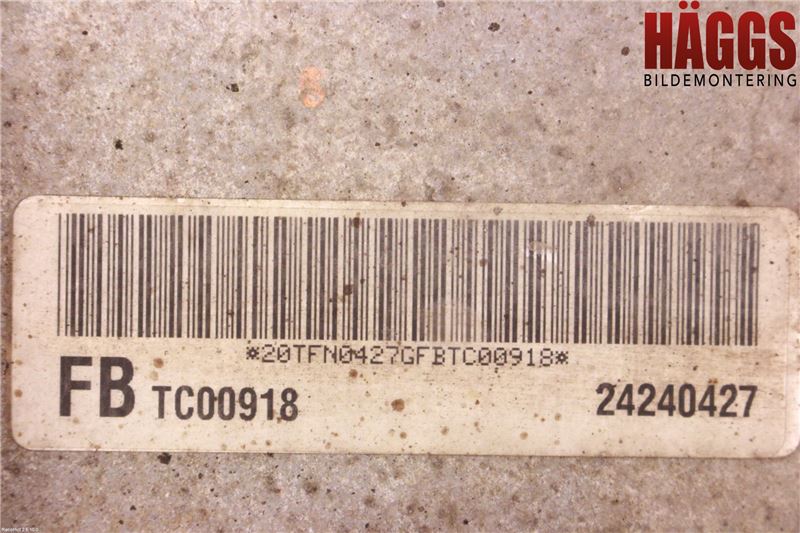 HÄGGS
BILDEMONTERING
*20TFN0427GFBTC00918*
FB TC00918 24240427